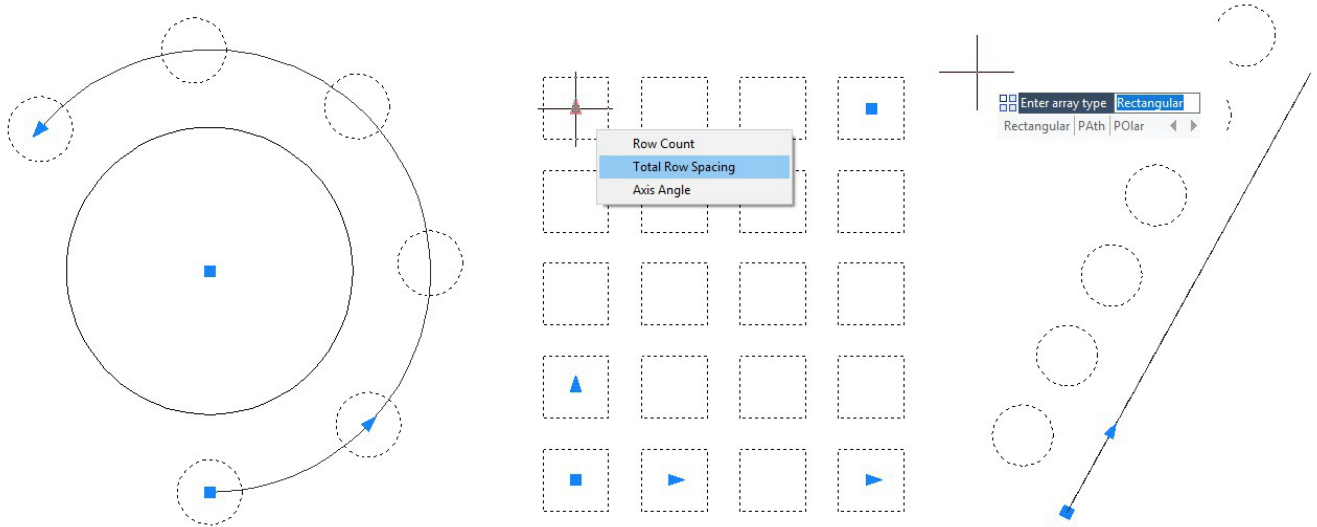 Row Count
Total Row Spacing
Axis Angle
Enter array type Rectangular
Rectangular PAth POlar